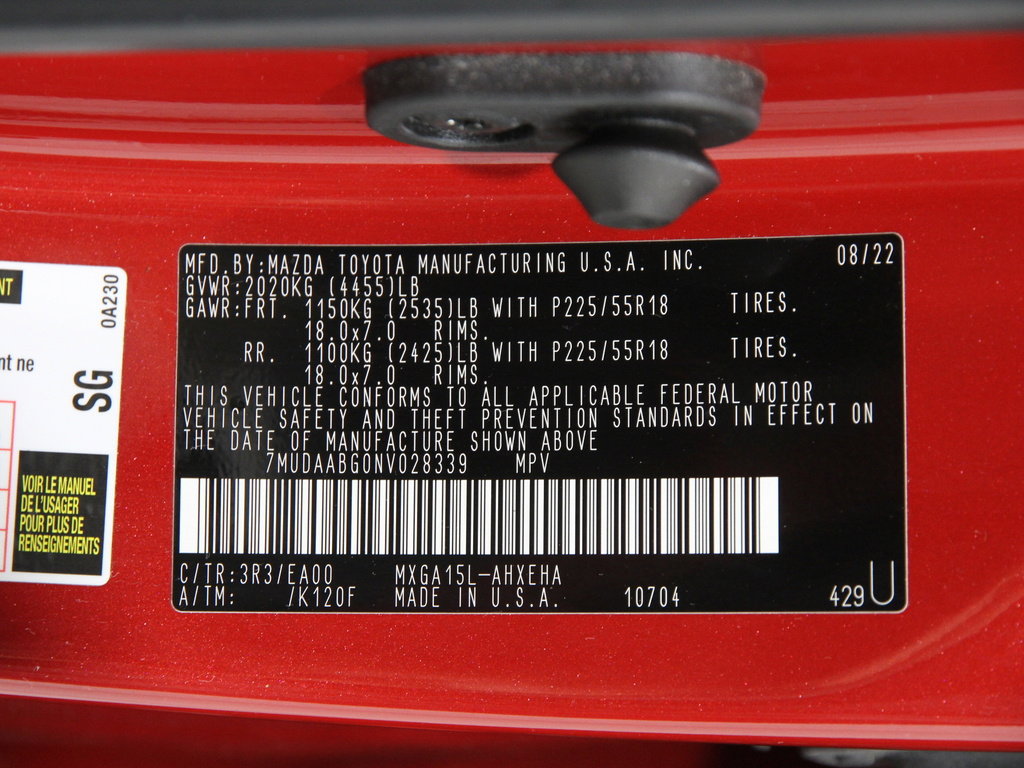 MFD.BY:MAZDA TOYOTA MANUFACTURING U.S.A. INC. 08/22
GVWR:2020KG (4455)LB
GAWR:FRT. 1150KG (2535)LB WITH P225/55R18 TIRES.
18.0x7.0 RIMS.
RR. 1100KG (2425)LB WITH P225/55R18 TIRES.
18.0x7.0 RIMS.
THIS VEHICLE CONFORMS TO ALL APPLICABLE FEDERAL MOTOR
VEHICLE SAFETY AND THEFT PREVENTION STANDARDS IN EFFECT ON
THE DATE OF MANUFACTURE SHOWN ABOVE
7MUDAABG0NV028339 MPV
C/TR:3R3/EA00 MXGA15L-AHXEHA
A/TM: /K120F MADE IN U.S.A. 10704 429U
NT
0A230
nt ne
SG
VOIR LE MANUEL
DE L'USAGER
POUR PLUS DE
RENSEIGNEMENTS